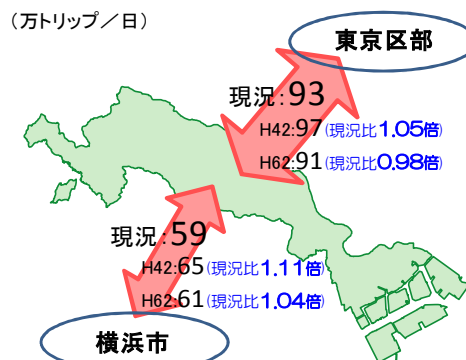 (万トリップ／日)
東京区部
現況:93
H42:97(現況比1.05倍)
H62:91(現況比0.98倍)
現況:59
H42:65(現況比1.11倍)
H62:61(現況比1.04倍)
横浜市